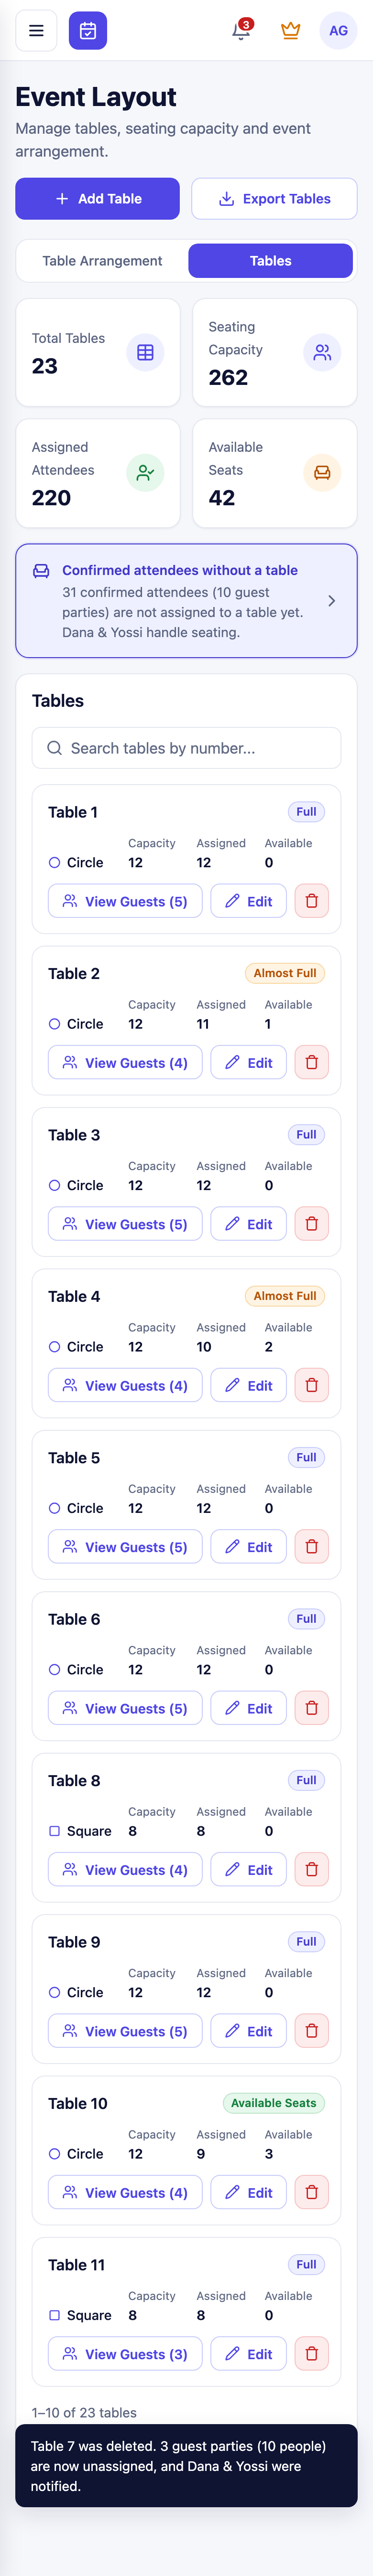 3
AG
Event Layout
Manage tables, seating capacity and event
arrangement.
Add Table
Export Tables
Table Arrangement
Tables
Total Tables
23
Seating
Capacity
262
Assigned
Attendees
220
Available
Seats
42
Confirmed attendees without a table
31 confirmed attendees (10 guest
parties) are not assigned to a table yet.
Dana & Yossi handle seating.
Tables
Search tables by number...
Table 1 Full
Capacity Assigned Available
Circle 12 12 0
View Guests (5) Edit
Table 2 Almost Full
Capacity Assigned Available
Circle 12 11 1
View Guests (4) Edit
Table 3 Full
Capacity Assigned Available
Circle 12 12 0
View Guests (5) Edit
Table 4 Almost Full
Capacity Assigned Available
Circle 12 10 2
View Guests (4) Edit
Table 5 Full
Capacity Assigned Available
Circle 12 12 0
View Guests (5) Edit
Table 6 Full
Capacity Assigned Available
Circle 12 12 0
View Guests (5) Edit
Table 8 Full
Capacity Assigned Available
Square 8 8 0
View Guests (4) Edit
Table 9 Full
Capacity Assigned Available
Circle 12 12 0
View Guests (5) Edit
Table 10 Available Seats
Capacity Assigned Available
Circle 12 9 3
View Guests (4) Edit
Table 11 Full
Capacity Assigned Available
Square 8 8 0
View Guests (3) Edit
1–10 of 23 tables
Table 7 was deleted. 3 guest parties (10 people)
are now unassigned, and Dana & Yossi were
notified.